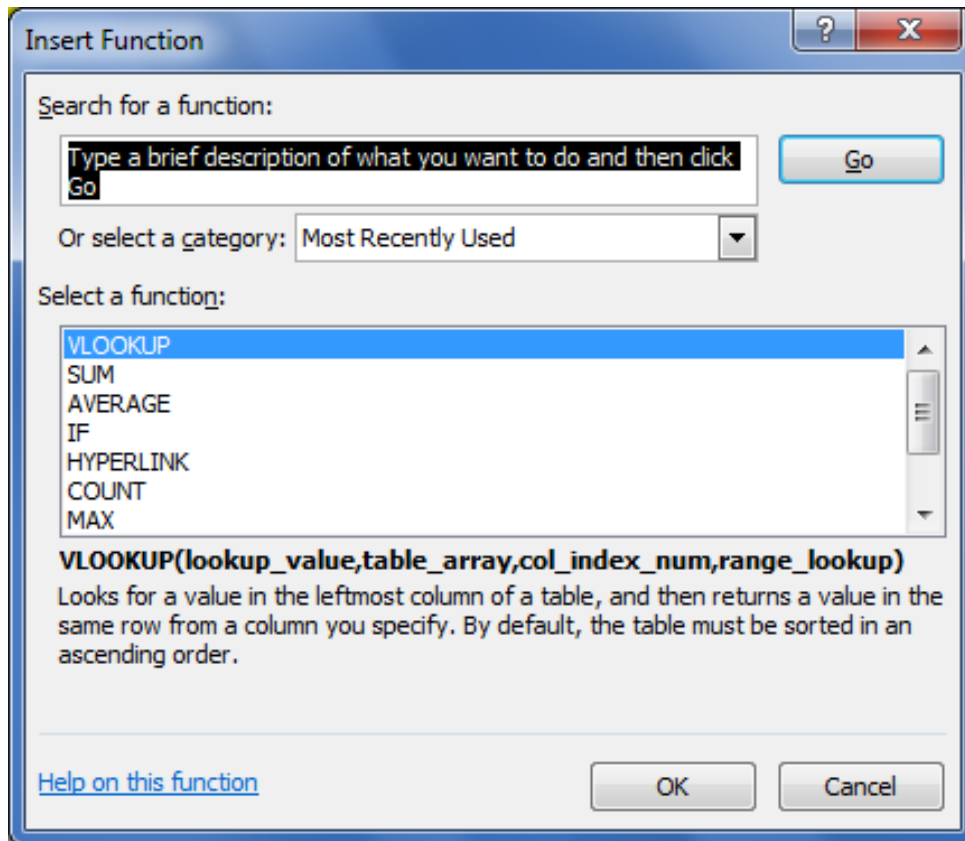 Insert Function
Search for a function:
Type a brief description of what you want to do and then click
Go
Go
Or select a category: Most Recently Used
Select a function:
VLOOKUP
SUM
AVERAGE
IF
HYPERLINK
COUNT
MAX
VLOOKUP(lookup_value,table_array,col_index_num,range_lookup)
Looks for a value in the leftmost column of a table, and then returns a value in the
same row from a column you specify. By default, the table must be sorted in an
ascending order.
Help on this function
OK
Cancel